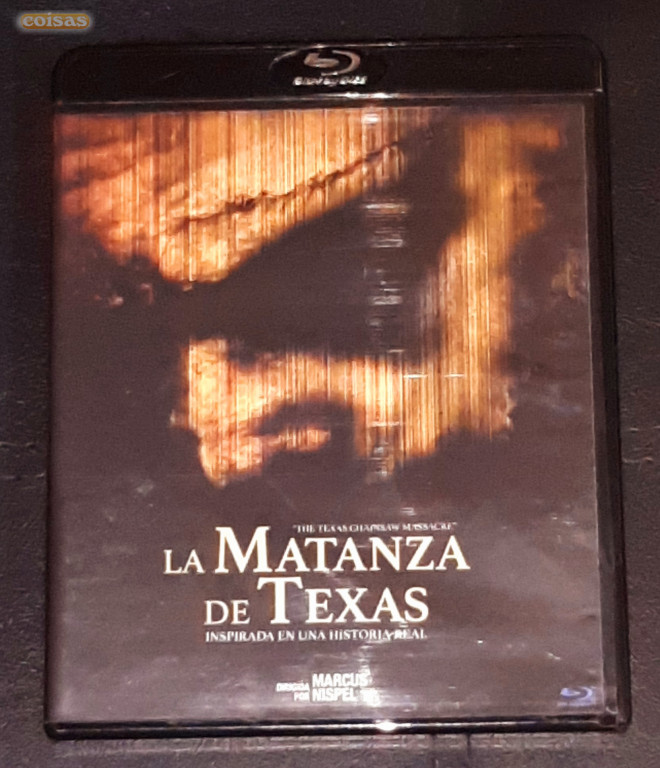 coisas
"THE TEXAS CHAINSAW MASSACRE"
LA MATANZA
DE TEXAS
INSPIRADA EN UNA HISTORIA REAL
DIRIGIDA
POR
MARCUS
NISPEL